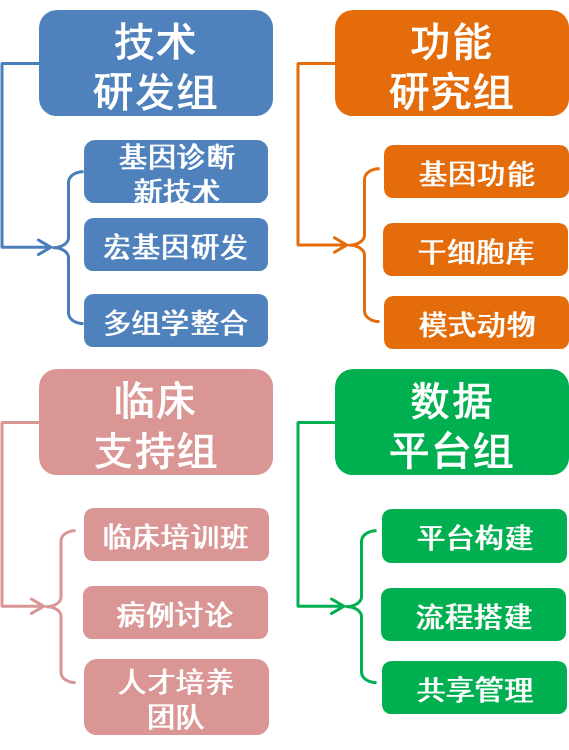 技术
研发组
基因诊断
新技术
宏基因研发
多组学整合
功能
研究组
基因功能
干细胞库
模式动物
临床
支持组
临床培训班
病例讨论
人才培养
团队
数据
平台组
平台构建
流程搭建
共享管理